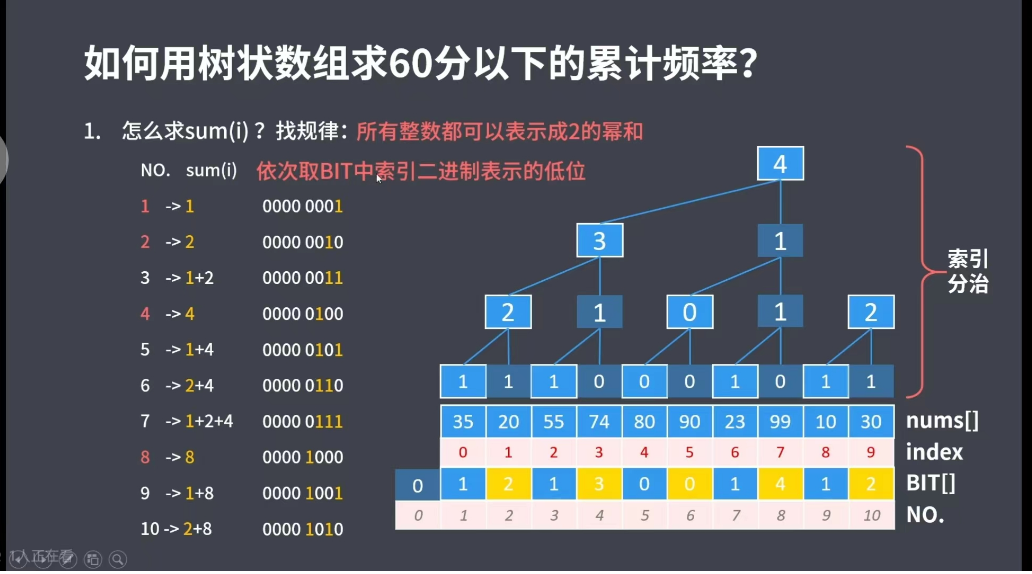 如何用树状数组求60分以下的累计频率?
1. 怎么求sum(i) ? 找规律: 所有整数都可以表示成2的幂和
NO. sum(i) 依次取BIT中索引二进制表示的低位
1 -> 1 0000 0001
2 -> 2 0000 0010
3 -> 1+2 0000 0011
4 -> 4 0000 0100
5 -> 1+4 0000 0101
6 -> 2+4 0000 0110
7 -> 1+2+4 0000 0111
8 -> 8 0000 1000
9 -> 1+8 0000 1001
10 -> 2+8 0000 1010
4
3 1
2 1 0 1 2
1 1 1 0 0 0 1 0 1 1
索引
分治
35 20 55 74 80 90 23 99 10 30 nums[]
0 1 2 3 4 5 6 7 8 9 index
0 1 2 1 3 0 0 1 4 1 2 BIT[]
0 1 2 3 4 5 6 7 8 9 10 NO.
1人正在看